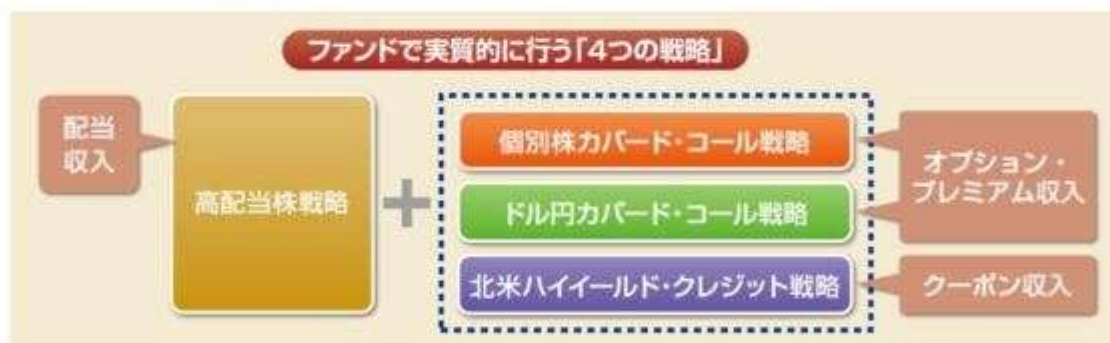 ファンドで実質的に行う「4つの戦略」
配当
収入
高配当株戦略
+
個別株カバード・コール戦略
ドル円カバード・コール戦略
北米ハイイールド・クレジット戦略
オプション・
プレミアム収入
クーポン収入